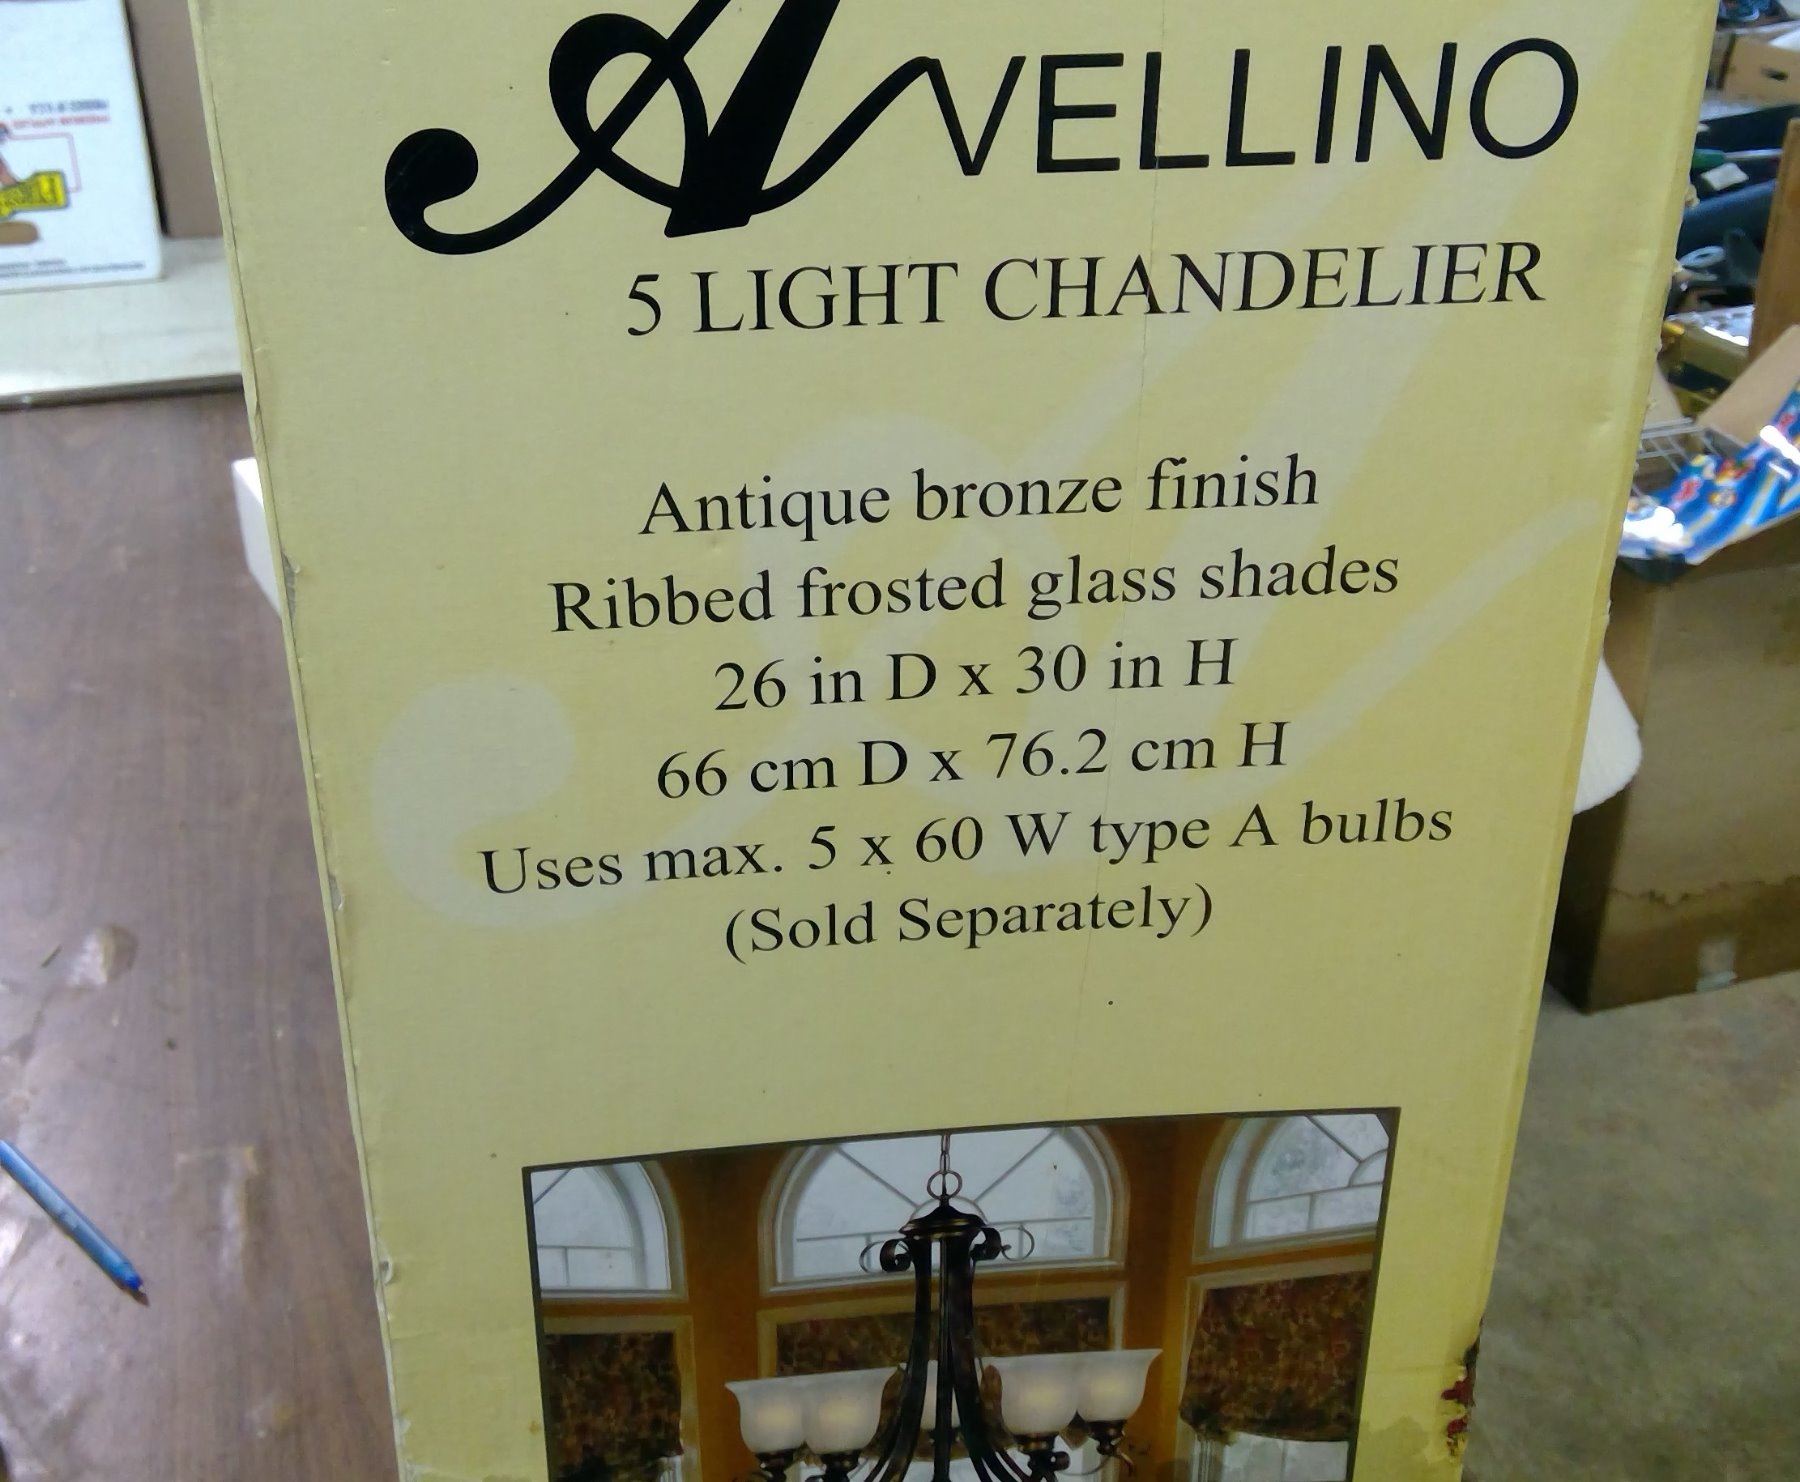 AVELLINO
5 LIGHT CHANDELIER
Antique bronze finish
Ribbed frosted glass shades
26 in D x 30 in H
66 cm D x 76.2 cm H
Uses max. 5 x 60 W type A bulbs
(Sold Separately)